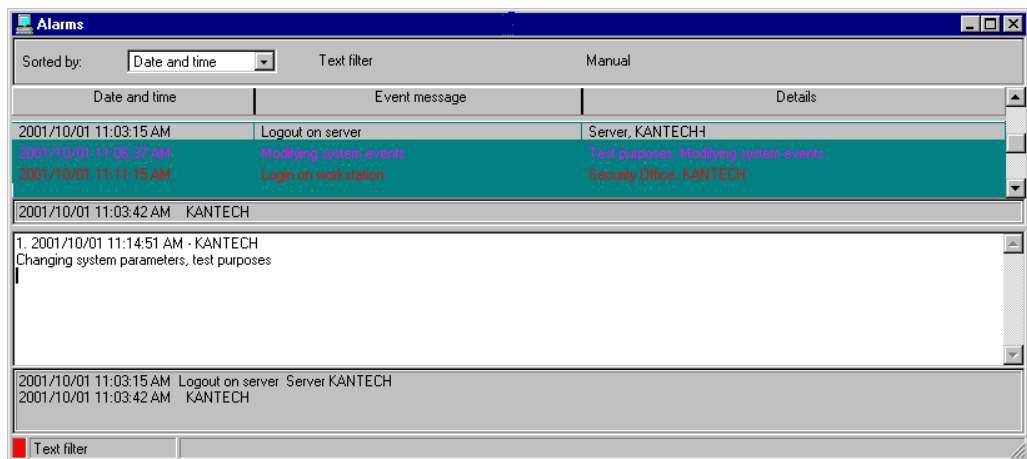 Alarms
Sorted by: Date and time Text filter Manual
Date and time Event message Details
2001/10/01 11:03:15 AM Logout on server Server, KANTECH
2001/10/01 11:06:37 AM Modifying system events Test purposes, Modifying system events
2001/10/01 11:11:15 AM Login on workstation Security Office, KANTECH
2001/10/01 11:03:42 AM KANTECH
1. 2001/10/01 11:14:51 AM - KANTECH
Changing system parameters, test purposes
2001/10/01 11:03:15 AM Logout on server Server KANTECH
2001/10/01 11:03:42 AM KANTECH
Text filter